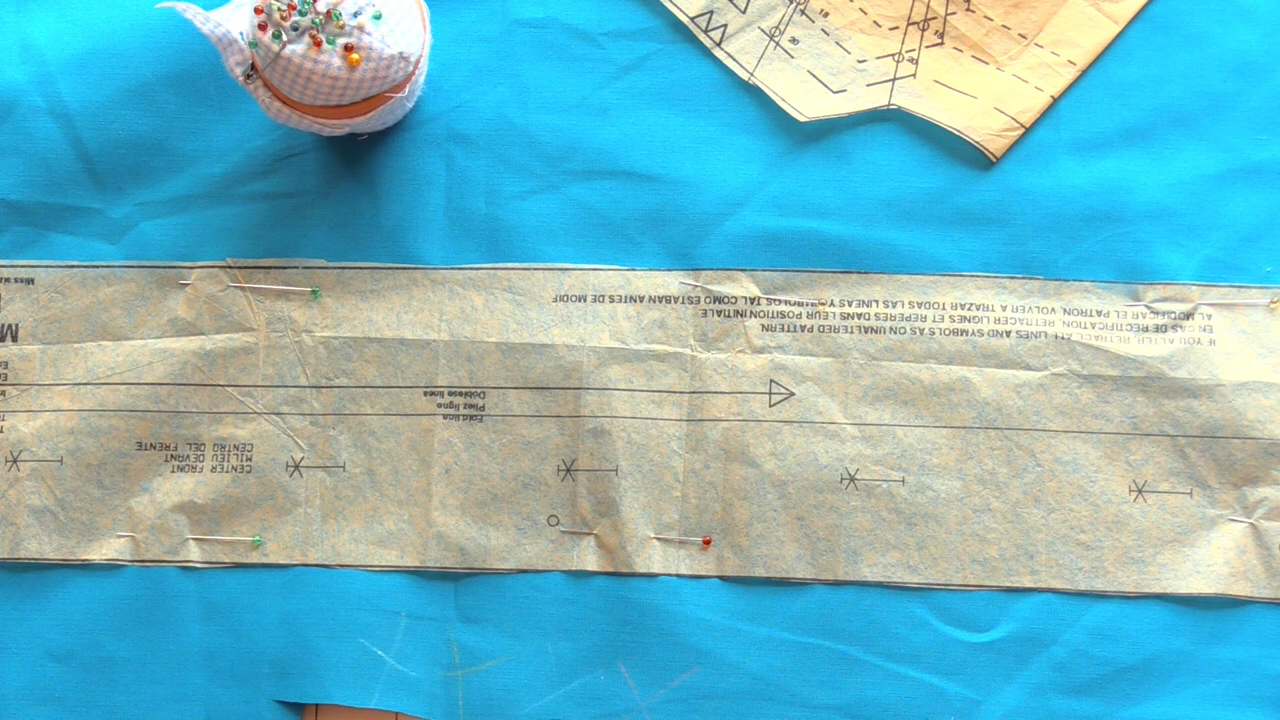 CENTER FRONT
MILIEU DEVANT
CENTRO DEL FRENTE
Fold line
Pliez ligne
Dóblese línea
IF YOU ALTER, RETRACE ALL LINES AND SYMBOLS AS ON UNALTERED PATTERN.
EN CAS DE RECTIFICATION, RETRACER LIGNES ET REPERES DANS LEUR POSITION INITIALE
AL MODIFICAR EL PATRON, VOLVER A TRAZAR TODAS LAS LINEAS Y SIMBOLOS TAL COMO ESTABAN ANTES DE MODIF
M
Miss